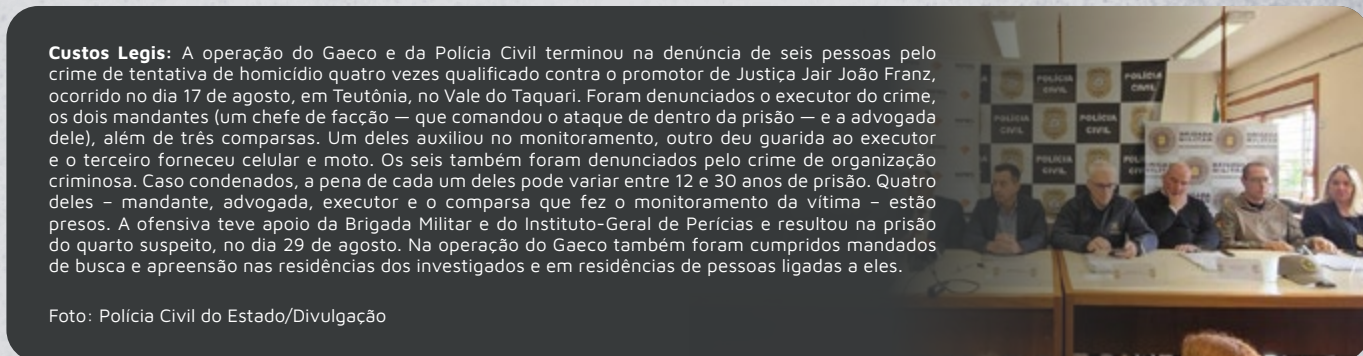 Custos Legis: A operação do Gaeco e da Polícia Civil terminou na denúncia de seis pessoas pelo
crime de tentativa de homicídio quatro vezes qualificado contra o promotor de Justiça Jair João Franz,
ocorrido no dia 17 de agosto, em Teutônia, no Vale do Taquari. Foram denunciados o executor do crime,
os dois mandantes (um chefe de facção — que comandou o ataque de dentro da prisão — e a advogada
dele), além de três comparsas. Um deles auxiliou no monitoramento, outro deu guarida ao executor
e o terceiro forneceu celular e moto. Os seis também foram denunciados pelo crime de organização
criminosa. Caso condenados, a pena de cada um deles pode variar entre 12 e 30 anos de prisão. Quatro
deles – mandante, advogada, executor e o comparsa que fez o monitoramento da vítima – estão
presos. A ofensiva teve apoio da Brigada Militar e do Instituto-Geral de Perícias e resultou na prisão
do quarto suspeito, no dia 29 de agosto. Na operação do Gaeco também foram cumpridos mandados
de busca e apreensão nas residências dos investigados e em residências de pessoas ligadas a eles.
Foto: Polícia Civil do Estado/Divulgação
POLÍCIA CIVIL
POLÍCIA
POLÍCIA CIVIL
POLÍCIA CIVIL
BRIGADA MILITAR